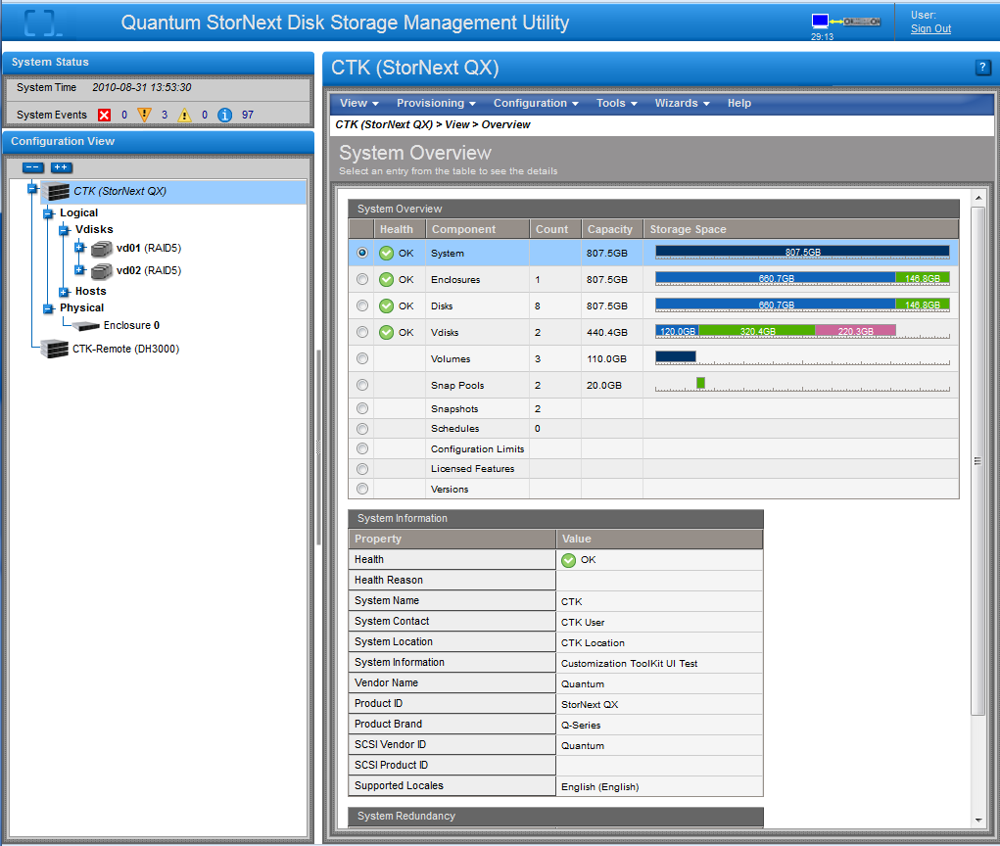 Quantum StorNext Disk Storage Management Utility
29:13
User:
Sign Out
System Status
System Time 2010-08-31 13:53:30
System Events 0 3 0 97
Configuration View
CTK (StorNext QX)
Logical
Vdisks
vd01 (RAID5)
vd02 (RAID5)
Hosts
Physical
Enclosure 0
CTK-Remote (DH3000)
CTK (StorNext QX)
?
View Provisioning Configuration Tools Wizards Help
CTK (StorNext QX) > View > Overview
System Overview
Select an entry from the table to see the details
System Overview
Health Component Count Capacity Storage Space
OK System 807.5GB 807.5GB
OK Enclosures 1 807.5GB 660.7GB 146.8GB
OK Disks 8 807.5GB 660.7GB 146.8GB
OK Vdisks 2 440.4GB 120.0GB 320.4GB 220.3GB
Volumes 3 110.0GB
Snap Pools 2 20.0GB
Snapshots 2
Schedules 0
Configuration Limits
Licensed Features
Versions
System Information
Property Value
Health OK
Health Reason
System Name CTK
System Contact CTK User
System Location CTK Location
System Information Customization ToolKit UI Test
Vendor Name Quantum
Product ID StorNext QX
Product Brand Q-Series
SCSI Vendor ID Quantum
SCSI Product ID
Supported Locales English (English)
System Redundancy